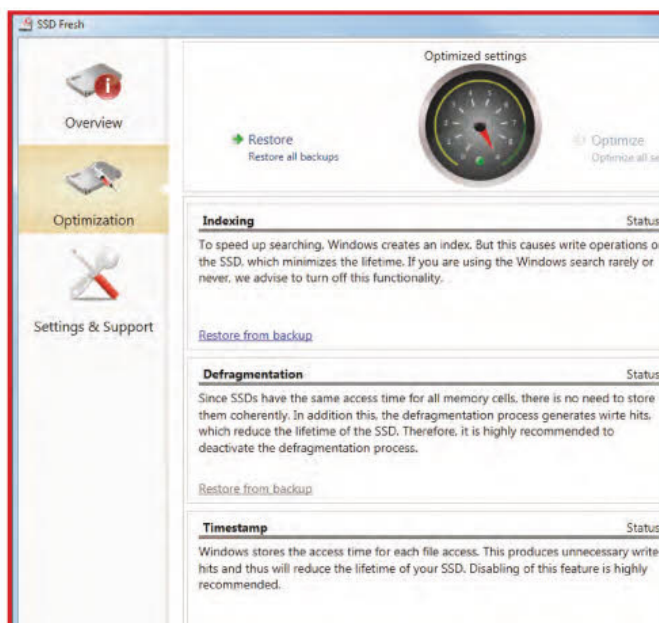 SSD Fresh
Overview
Optimization
Settings & Support
Optimized settings
Restore
Restore all backups
Optimize
Optimize all
Indexing Status
To speed up searching, Windows creates an index. But this causes write operations
the SSD, which minimizes the lifetime. If you are using the Windows search rarely or
never, we advise to turn off this functionality.
Restore from backup
Defragmentation Status
Since SSDs have the same access time for all memory cells, there is no need to store
them coherently. In addition this, the defragmentation process generates wirte hits,
which reduce the lifetime of the SSD. Therefore, it is highly recommended to
deactivate the defragmentation process.
Restore from backup
Timestamp Status
Windows stores the access time for each file access. This produces unnecessary write
hits and thus will reduce the lifetime of your SSD. Disabling of this feature is highly
recommended.